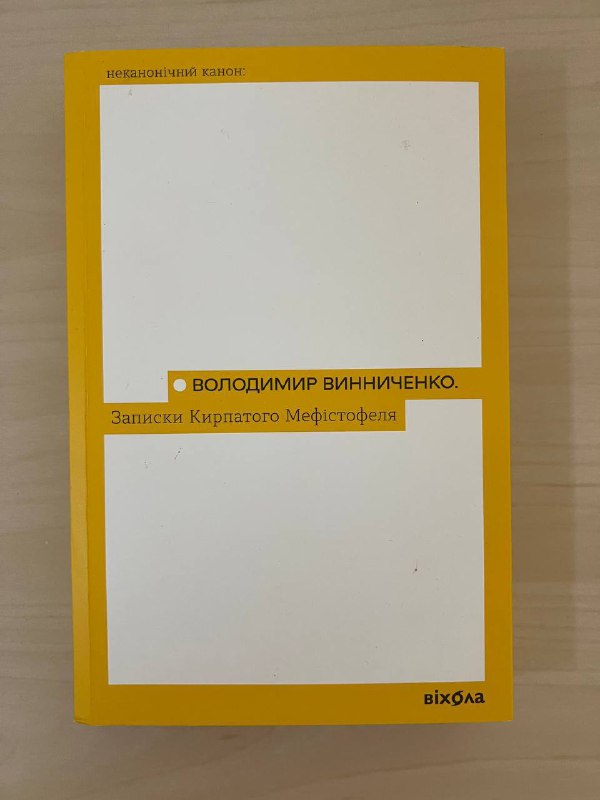 неканонічний канон:
ВОЛОДИМИР ВИННИЧЕНКО.
Записки Кирпатого Мефістофеля
віхола